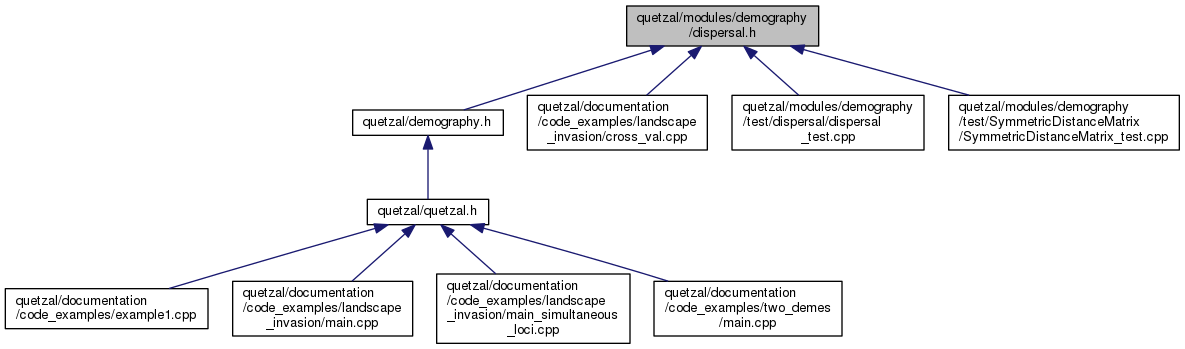 quetzal/modules/demography
/dispersal.h
quetzal/demography.h
quetzal/documentation
/code_examples/landscape
_invasion/cross_val.cpp
quetzal/modules/demography
/test/dispersal/dispersal
_test.cpp
quetzal/modules/demography
/test/SymmetricDistanceMatrix
/SymmetricDistanceMatrix_test.cpp
quetzal/quetzal.h
quetzal/documentation
/code_examples/example1.cpp
quetzal/documentation
/code_examples/landscape
_invasion/main.cpp
quetzal/documentation
/code_examples/landscape
_invasion/main_simultaneous
_loci.cpp
quetzal/documentation
/code_examples/two_demes
/main.cpp